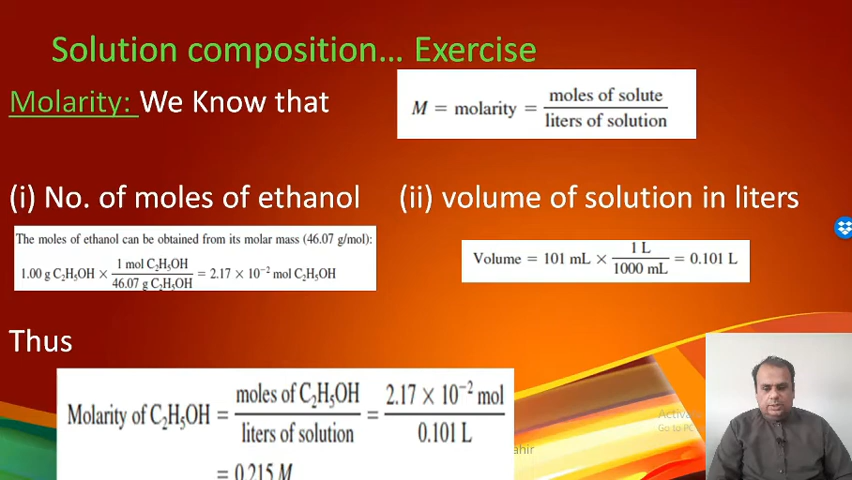 Solution composition... Exercise
Molarity: We Know that
M = molarity = moles of solute / liters of solution
(i) No. of moles of ethanol
(ii) volume of solution in liters
The moles of ethanol can be obtained from its molar mass (46.07 g/mol):
1.00 g C₂H₅OH × 1 mol C₂H₅OH / 46.07 g C₂H₅OH = 2.17 × 10⁻² mol C₂H₅OH
Volume = 101 mL × 1 L / 1000 mL = 0.101 L
Thus
Molarity of C₂H₅OH = moles of C₂H₅OH / liters of solution = 2.17 × 10⁻² mol / 0.101 L
= 0.215 M
Go to PC
ahir